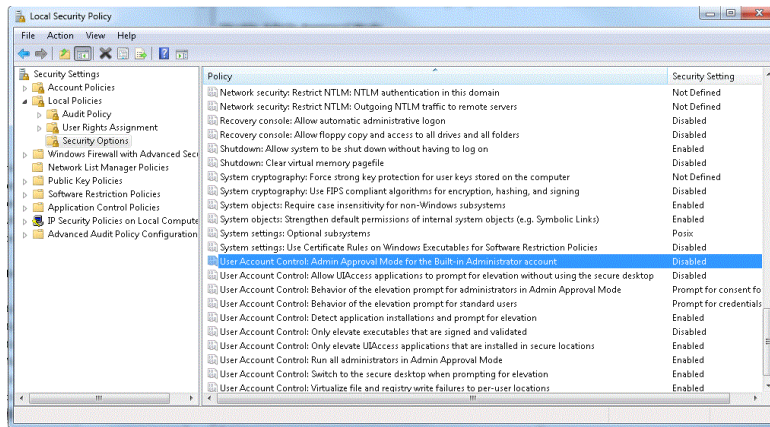 Local Security Policy
File Action View Help
Security Settings
Account Policies
Local Policies
Audit Policy
User Rights Assignment
Security Options
Windows Firewall with Advanced Secu
Network List Manager Policies
Public Key Policies
Software Restriction Policies
Application Control Policies
IP Security Policies on Local Compute
Advanced Audit Policy Configuration
Policy Security Setting
Network security: Restrict NTLM: NTLM authentication in this domain Not Defined
Network security: Restrict NTLM: Outgoing NTLM traffic to remote servers Not Defined
Recovery console: Allow automatic administrative logon Disabled
Recovery console: Allow floppy copy and access to all drives and all folders Disabled
Shutdown: Allow system to be shut down without having to log on Enabled
Shutdown: Clear virtual memory pagefile Disabled
System cryptography: Force strong key protection for user keys stored on the computer Not Defined
System cryptography: Use FIPS compliant algorithms for encryption, hashing, and signing Disabled
System objects: Require case insensitivity for non-Windows subsystems Enabled
System objects: Strengthen default permissions of internal system objects (e.g. Symbolic Links) Enabled
System settings: Optional subsystems Posix
System settings: Use Certificate Rules on Windows Executables for Software Restriction Policies Disabled
User Account Control: Admin Approval Mode for the Built-in Administrator account Disabled
User Account Control: Allow UIAccess applications to prompt for elevation without using the secure desktop Disabled
User Account Control: Behavior of the elevation prompt for administrators in Admin Approval Mode Prompt for consent fo
User Account Control: Behavior of the elevation prompt for standard users Prompt for credentials
User Account Control: Detect application installations and prompt for elevation Enabled
User Account Control: Only elevate executables that are signed and validated Disabled
User Account Control: Only elevate UIAccess applications that are installed in secure locations Enabled
User Account Control: Run all administrators in Admin Approval Mode Enabled
User Account Control: Switch to the secure desktop when prompting for elevation Enabled
User Account Control: Virtualize file and registry write failures to per-user locations Enabled